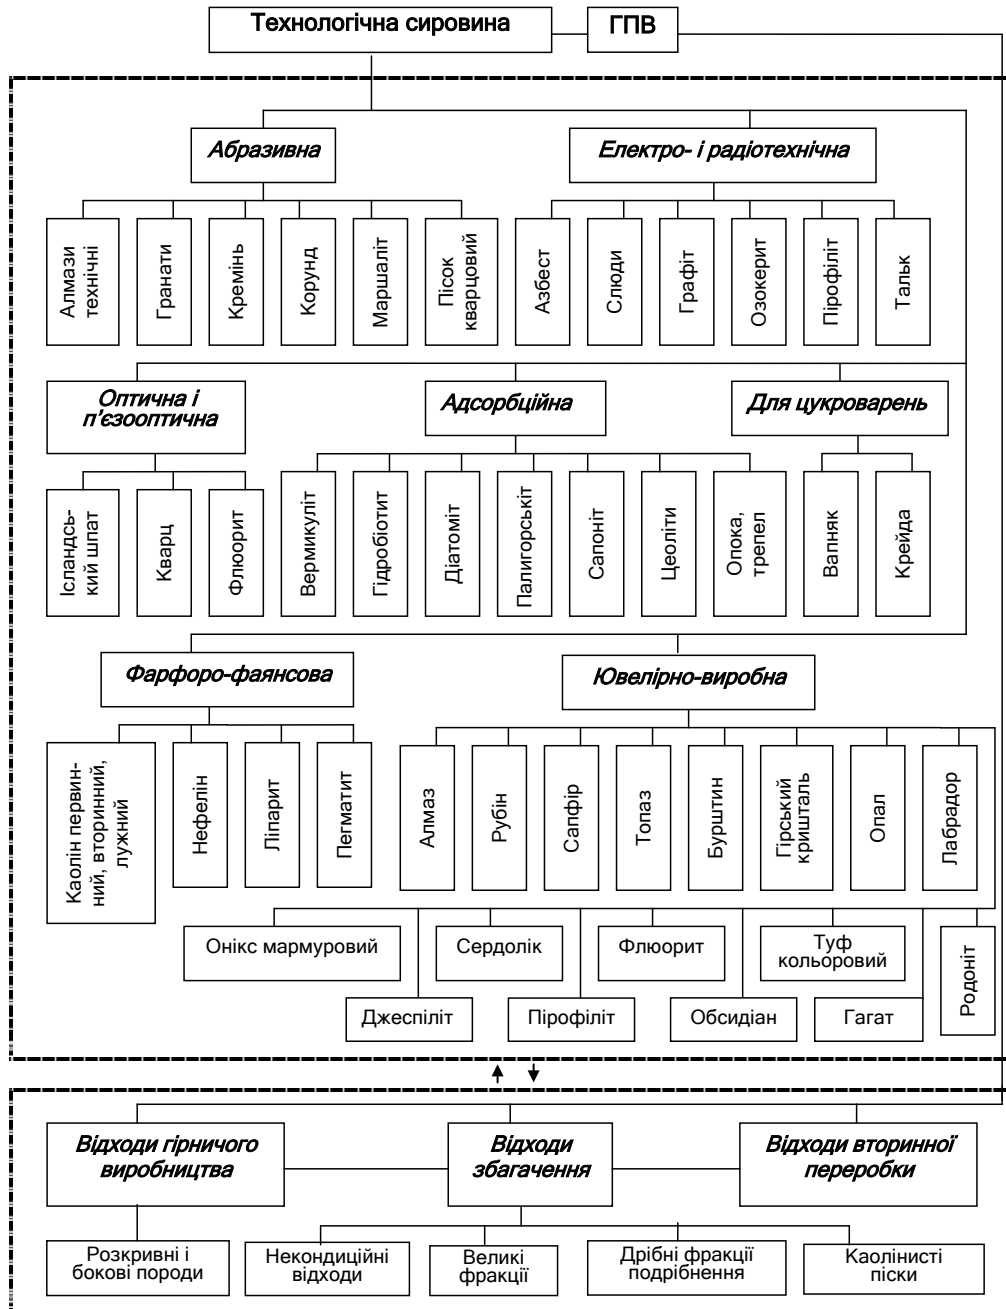 Технологічна сировина
ГПВ
Абразивна
Електро- і радіотехнічна
Алмази
технічні
Гранати
Кремінь
Корунд
Маршаліт
Пісок
кварцовий
Азбест
Слюди
Графіт
Озокерит
Пірофіліт
Тальк
Оптична і
п’єзооптична
Адсорбційна
Для цукроварень
Ісландсь-
кий шпат
Кварц
Флюорит
Вермикуліт
Гідробіотит
Діатоміт
Палигорськіт
Сапоніт
Цеоліти
Опока,
трепел
Вапняк
Крейда
Фарфоро-фаянсова
Ювелірно-виробна
Каолін первин-
ний, вторинний,
лужний
Нефелін
Ліпарит
Пегматит
Алмаз
Рубін
Сапфір
Топаз
Бурштин
Гірський
кришталь
Опал
Лабрадор
Онікс мармуровий
Сердолік
Флюорит
Туф
кольоровий
Родоніт
Джеспіліт
Пірофіліт
Обсидіан
Гагат
Відходи гірничого
виробництва
Відходи
збагачення
Відходи вторинної
переробки
Розкривні і
бокові породи
Некондиційні
відходи
Великі
фракції
Дрібні фракції
подрібнення
Каолінисті
піски